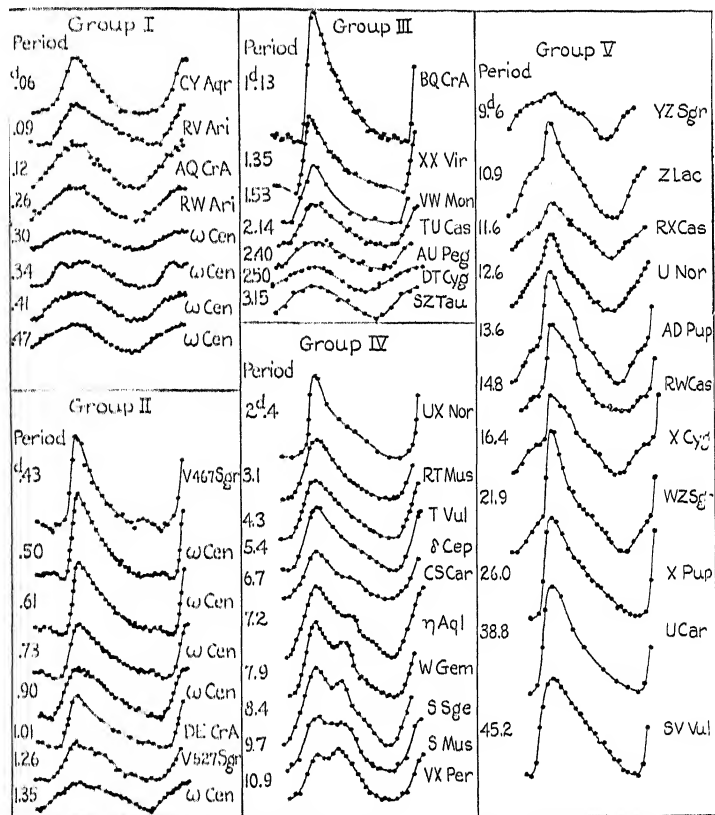 Group I
Period
d.06 CY Aqr
.09 RV Ari
.12 AQ CrA
.26 RW Ari
.30 ω Cen
.34 ω Cen
.41 ω Cen
.47 ω Cen
Group II
Period
d.43 V467Sgr
.50 ω Cen
.61 ω Cen
.73 ω Cen
.90 ω Cen
1.01 DE CrA
1.26 V527Sgr
1.35 ω Cen
Group III
Period
1d.13 BQ CrA
1.35 XX Vir
1.53 VW Mon
2.14 TU Cas
2.40 AU Peg
2.50 DT Cyg
3.15 SZ Tau
Group IV
Period
2d.4 UX Nor
3.1 RT Mus
4.3 T Vul
5.4 δ Cep
6.7 CS Car
7.2 η Aql
7.9 W Gem
8.4 S Sge
9.7 S Mus
10.9 VX Per
Group V
Period
9d.6 YZ Sgr
10.9 Z Lac
11.6 RX Cas
12.6 U Nor
13.6 AD Pup
14.8 RW Cas
16.4 X Cyg
21.9 WZ Sgr
26.0 X Pup
38.8 U Car
45.2 SV Vul